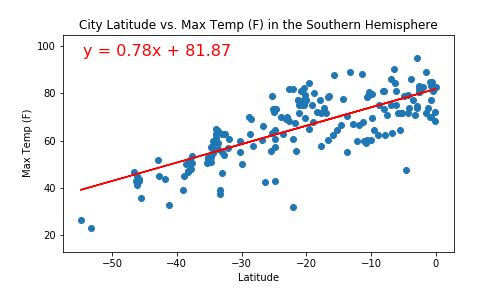 City Latitude vs. Max Temp (F) in the Southern Hemisphere
y = 0.78x + 81.87
Max Temp (F)
100
80
60
40
20
−50
−40
−30
−20
−10
0
Latitude